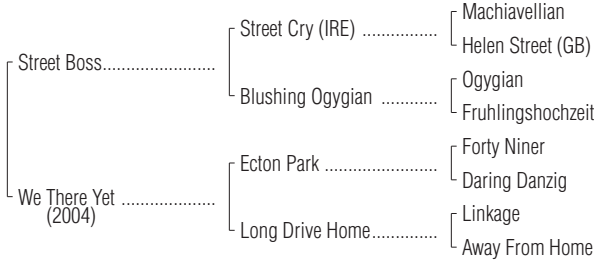 Machiavellian
Street Cry (IRE) ................
Helen Street (GB)
Street Boss........................
Ogygian
Blushing Ogygian ............
Fruhlingshochzeit
Forty Niner
Ecton Park ........................
Daring Danzig
We There Yet ....................
(2004)
Linkage
Long Drive Home..............
Away From Home